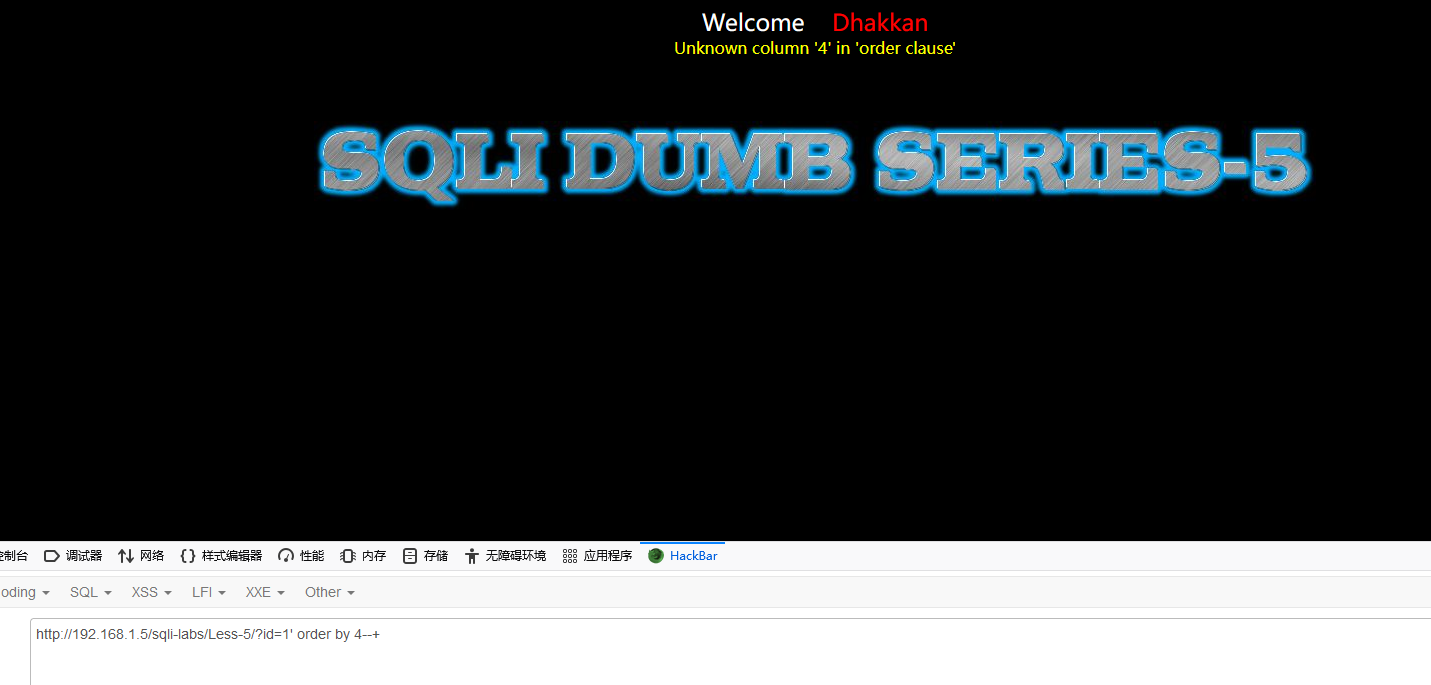 Welcome Dhakkan
Unknown column '4' in 'order clause'
SQLI DUMB SERIES-5
控制台 调试器 网络 {} 样式编辑器 性能 内存 存储 无障碍环境 应用程序 HackBar
oding SQL XSS LFI XXE Other
http://192.168.1.5/sqli-labs/Less-5/?id=1' order by 4--+